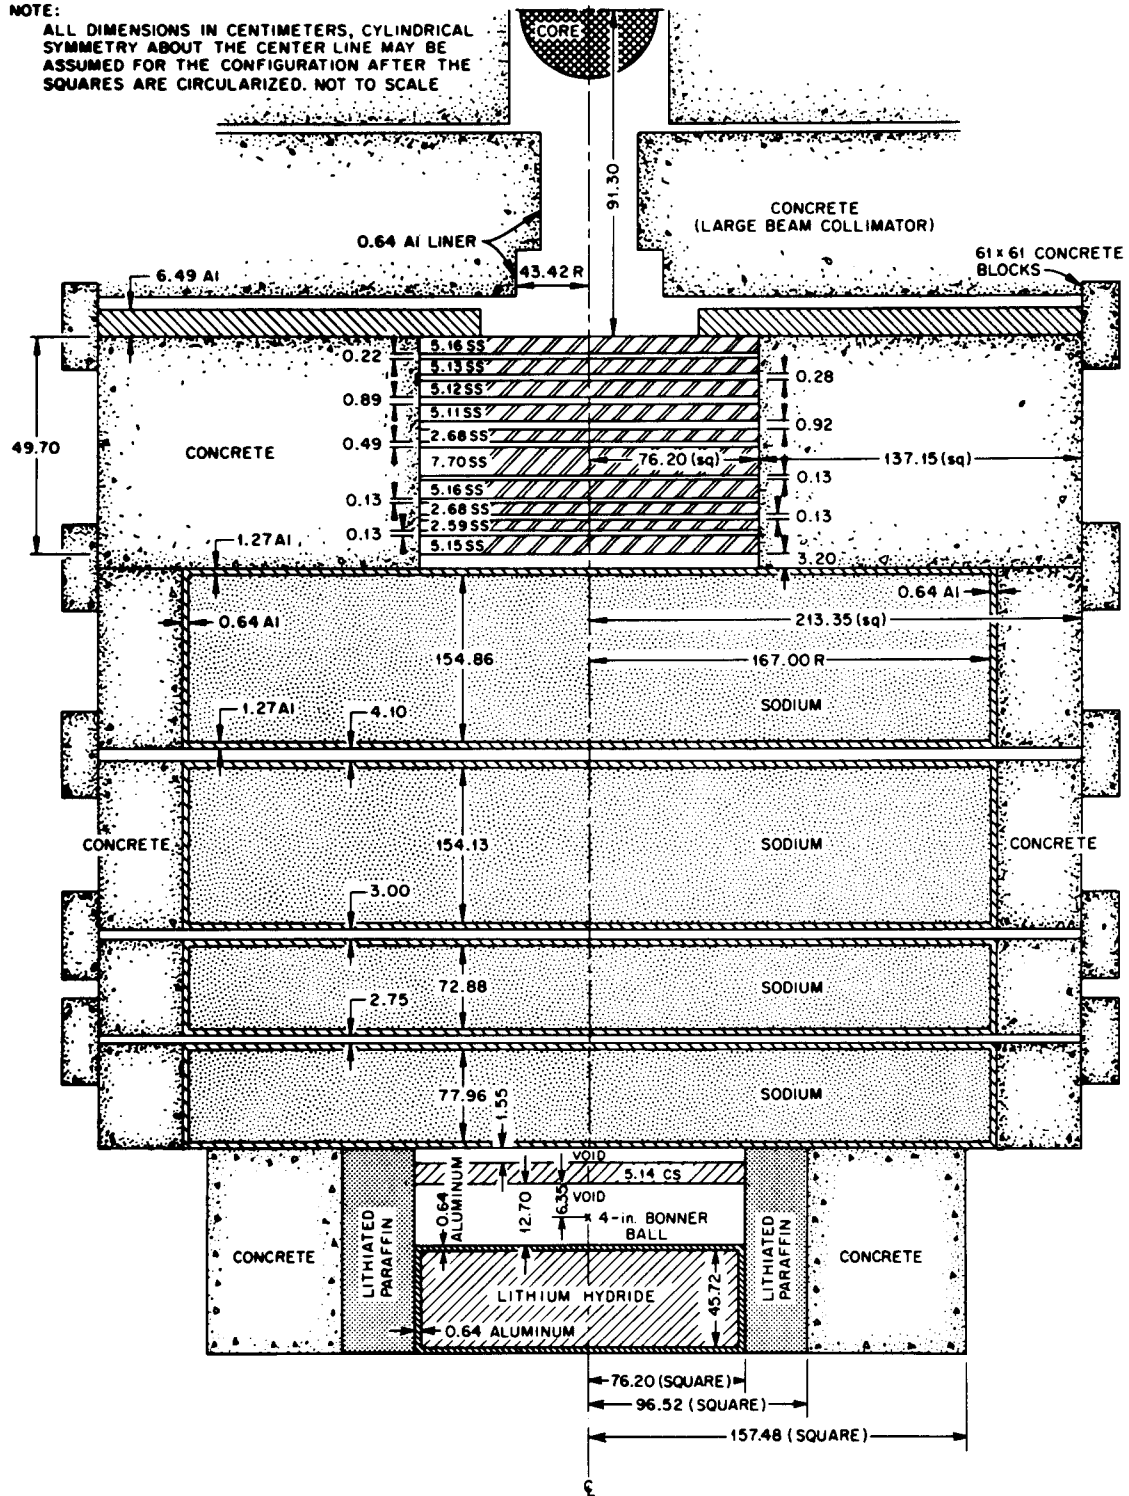 NOTE:
ALL DIMENSIONS IN CENTIMETERS, CYLINDRICAL
SYMMETRY ABOUT THE CENTER LINE MAY BE
ASSUMED FOR THE CONFIGURATION AFTER THE
SQUARES ARE CIRCULARIZED. NOT TO SCALE
CORE
91.30
CONCRETE
(LARGE BEAM COLLIMATOR)
0.64 Al LINER
43.42 R
61 x 61 CONCRETE
BLOCKS
6.49 Al
49.70
0.22
0.89
0.49
0.13
0.13
5.16 SS
5.13 SS
5.12 SS
5.11 SS
2.68 SS
7.70 SS
5.16 SS
2.68 SS
2.59 SS
5.15 SS
0.28
0.92
0.13
0.13
3.20
CONCRETE
76.20 (sq)
137.15 (sq)
1.27 Al
0.64 Al
0.64 Al
213.35 (sq)
154.86
167.00 R
SODIUM
1.27 Al
4.10
CONCRETE
154.13
SODIUM
CONCRETE
3.00
72.88
SODIUM
2.75
77.96
SODIUM
1.55
VOID
5.14 CS
0.64
ALUMINUM
12.70
6.35
VOID
x 4-in. BONNER
BALL
CONCRETE
LITHIATED
PARAFFIN
LITHIUM HYDRIDE
45.72
LITHIATED
PARAFFIN
CONCRETE
0.64 ALUMINUM
76.20 (SQUARE)
96.52 (SQUARE)
157.48 (SQUARE)
℄